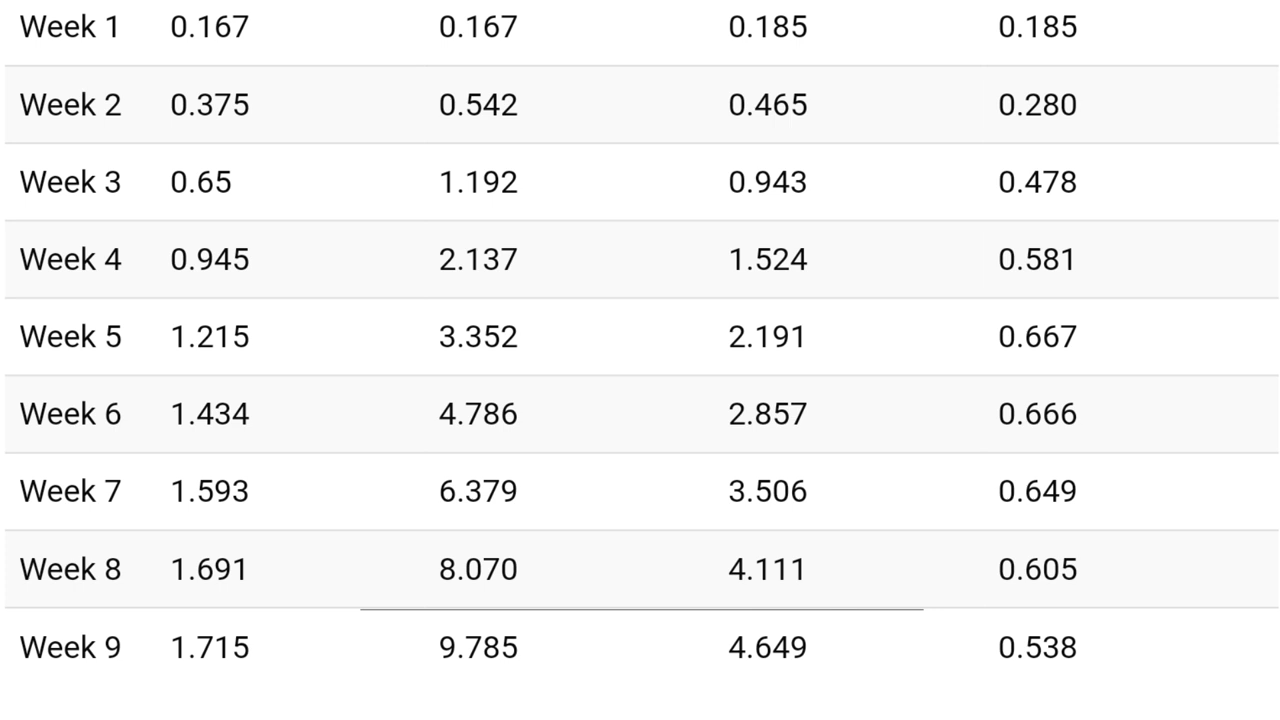 Week 1 0.167 0.167 0.185 0.185
Week 2 0.375 0.542 0.465 0.280
Week 3 0.65 1.192 0.943 0.478
Week 4 0.945 2.137 1.524 0.581
Week 5 1.215 3.352 2.191 0.667
Week 6 1.434 4.786 2.857 0.666
Week 7 1.593 6.379 3.506 0.649
Week 8 1.691 8.070 4.111 0.605
Week 9 1.715 9.785 4.649 0.538